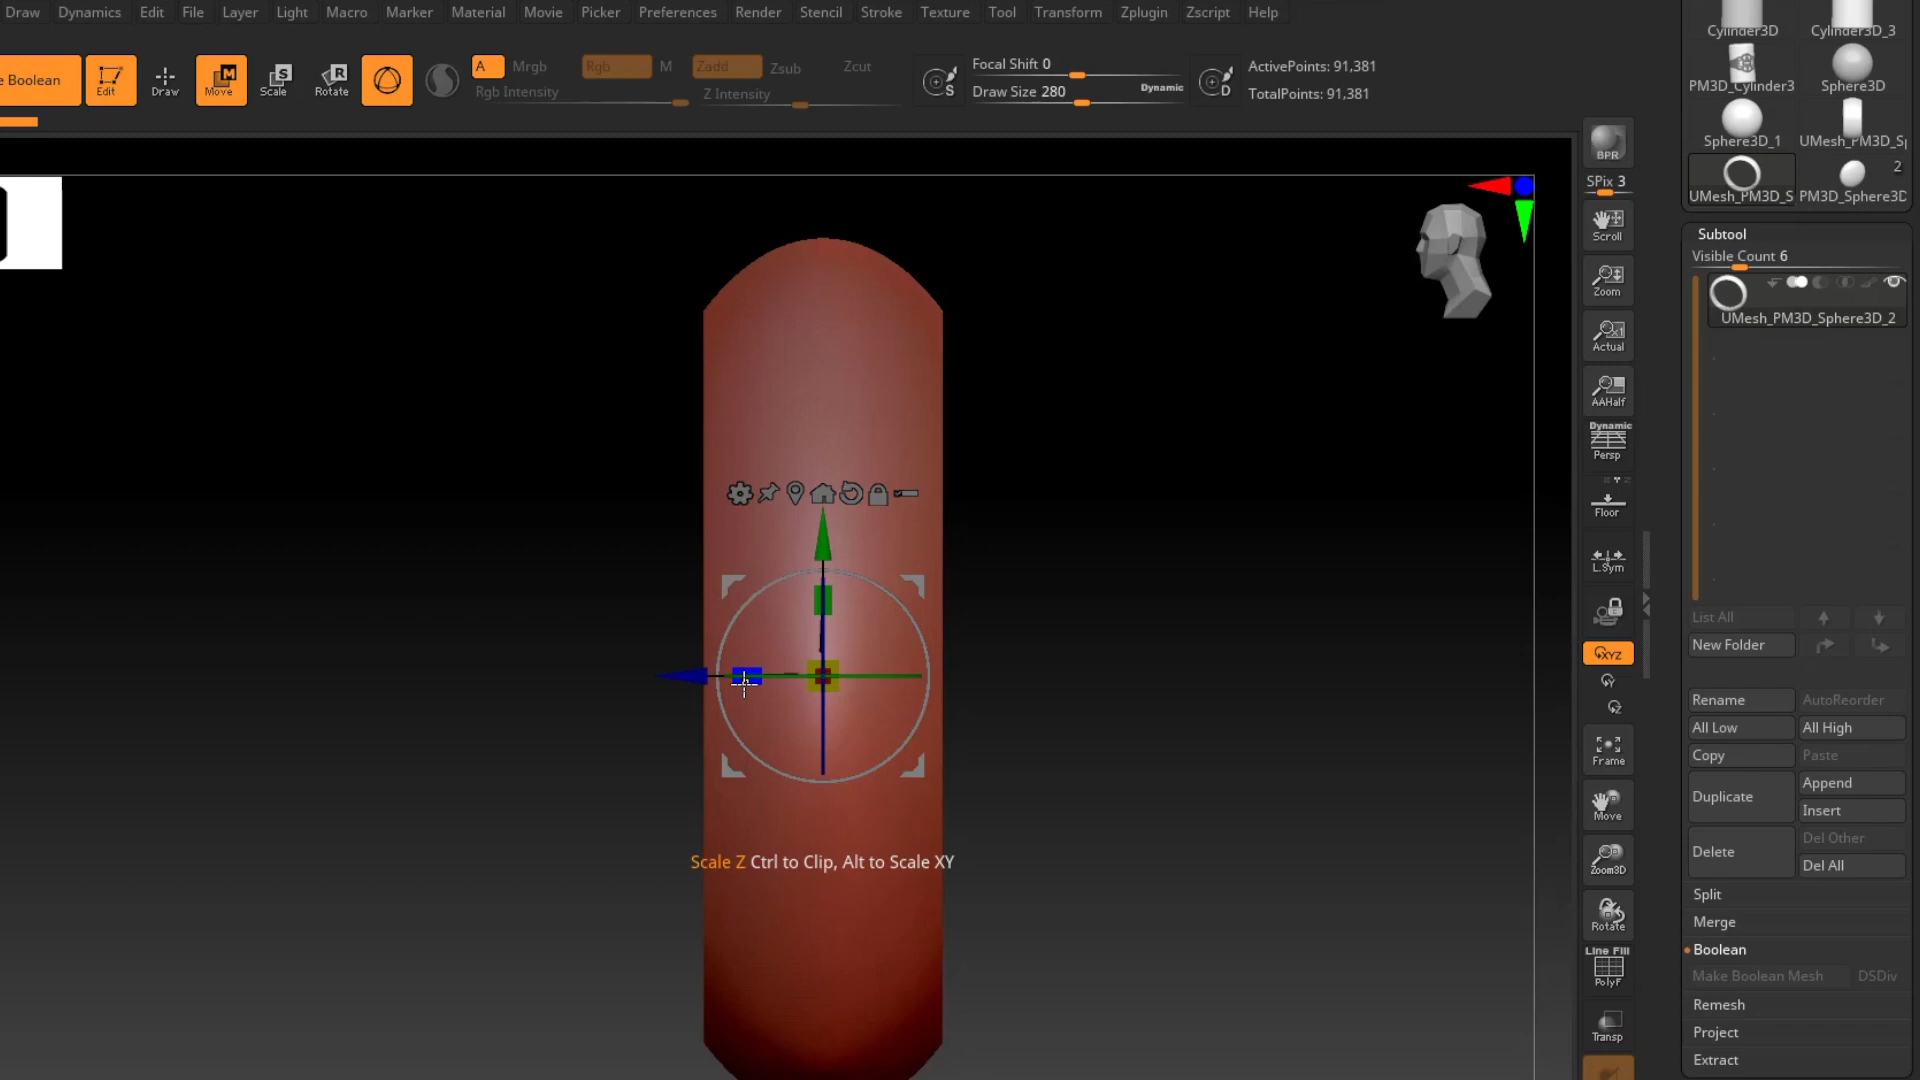 Draw Dynamics Edit File Layer Light Macro Marker Material Movie Picker Preferences Render Stencil Stroke Texture Tool Transform Zplugin Zscript Help
e Boolean Edit Draw Move Scale Rotate
A Mrgb Rgb M Zadd Zsub Zcut
Rgb Intensity Z Intensity
Focal Shift 0
Draw Size 280 Dynamic
S
D
ActivePoints: 91,381
TotalPoints: 91,381
Scale Z Ctrl to Clip, Alt to Scale XY
BPR
SPix 3
Scroll
Zoom
Actual
AAHalf
Dynamic
Persp
Floor
L.Sym
XYZ
Y
Z
Frame
Move
Zoom3D
Rotate
Line Fill
PolyF
Transp
Cylinder3D Cylinder3D_3
PM3D_Cylinder3 Sphere3D
Sphere3D_1 UMesh_PM3D_Sp
2
UMesh_PM3D_S PM3D_Sphere3D
Subtool
Visible Count 6
UMesh_PM3D_Sphere3D_2
List All
New Folder
Rename AutoReorder
All Low All High
Copy Paste
Duplicate Append
Insert
Delete Del Other
Del All
Split
Merge
Boolean
Make Boolean Mesh DSDiv
Remesh
Project
Extract